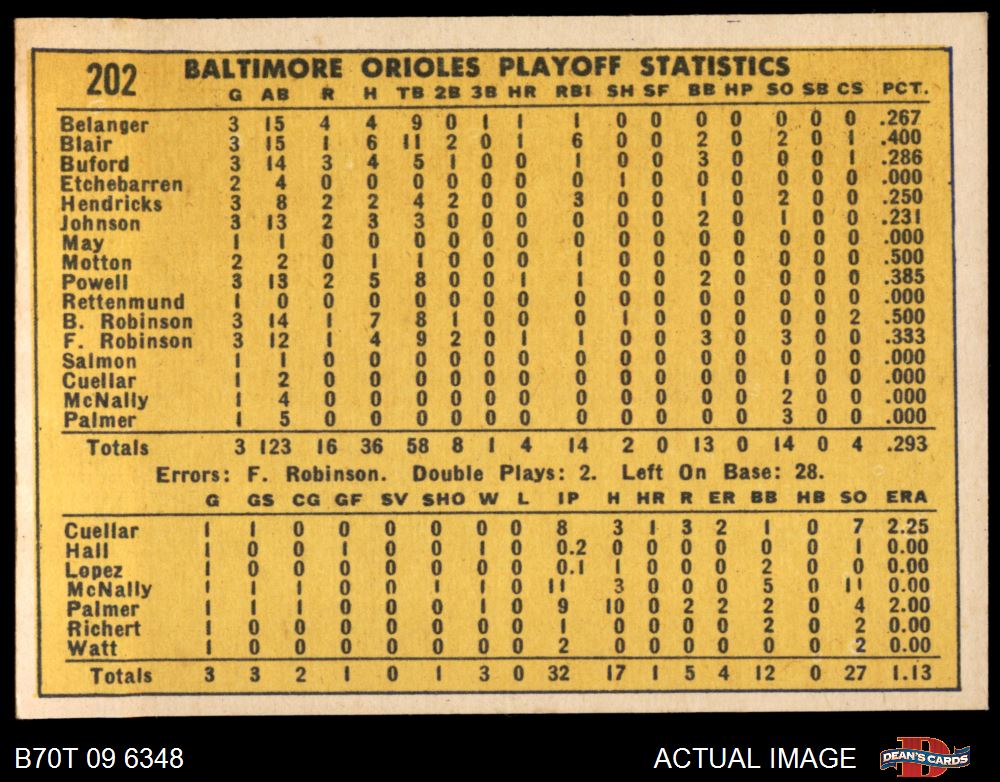 202 BALTIMORE ORIOLES PLAYOFF STATISTICS
G AB R H TB 2B 3B HR RBI SH SF BB HP SO SB CS PCT.
Belanger 3 15 4 4 9 0 1 1 1 0 0 0 0 0 0 0 .267
Blair 3 15 1 6 11 2 0 1 6 0 0 2 0 2 0 1 .400
Buford 3 14 3 4 5 1 0 0 1 0 0 3 0 0 0 1 .286
Etchebarren 2 4 0 0 0 0 0 0 0 1 0 0 0 0 0 0 .000
Hendricks 3 8 2 2 4 2 0 0 3 0 0 1 0 2 0 0 .250
Johnson 3 13 2 3 3 0 0 0 0 0 0 2 0 1 0 0 .231
May 1 1 0 0 0 0 0 0 0 0 0 0 0 0 0 0 .000
Motton 2 2 0 1 1 0 0 0 1 0 0 0 0 0 0 0 .500
Powell 3 13 2 5 8 0 0 1 1 0 0 2 0 0 0 0 .385
Rettenmund 1 0 0 0 0 0 0 0 0 0 0 0 0 0 0 0 .000
B. Robinson 3 14 1 7 8 1 0 0 0 1 0 0 0 0 0 2 .500
F. Robinson 3 12 1 4 9 2 0 1 1 0 0 3 0 3 0 0 .333
Salmon 1 1 0 0 0 0 0 0 0 0 0 0 0 0 0 0 .000
Cuellar 1 2 0 0 0 0 0 0 0 0 0 0 0 1 0 0 .000
McNally 1 4 0 0 0 0 0 0 0 0 0 0 0 2 0 0 .000
Palmer 1 5 0 0 0 0 0 0 0 0 0 0 0 3 0 0 .000
Totals 3 123 16 36 58 8 1 4 14 2 0 13 0 14 0 4 .293
Errors: F. Robinson. Double Plays: 2. Left On Base: 28.
G GS CG GF SV SHO W L IP H HR R ER BB HB SO ERA
Cuellar 1 1 0 0 0 0 0 0 8 3 1 3 2 1 0 7 2.25
Hall 1 0 0 1 0 0 1 0 0.2 0 0 0 0 0 0 1 0.00
Lopez 1 0 0 0 0 0 0 0 0.1 1 0 0 0 2 0 0 0.00
McNally 1 1 1 0 0 1 1 0 11 3 0 0 0 5 0 11 0.00
Palmer 1 1 1 0 0 0 1 0 9 10 0 2 2 2 0 4 2.00
Richert 1 0 0 0 0 0 0 0 1 0 0 0 0 2 0 2 0.00
Watt 1 0 0 0 0 0 0 0 2 0 0 0 0 0 0 2 0.00
Totals 3 3 2 1 0 1 3 0 32 17 1 5 4 12 0 27 1.13
B70T 09 6348 ACTUAL IMAGE DEAN'S CARDS